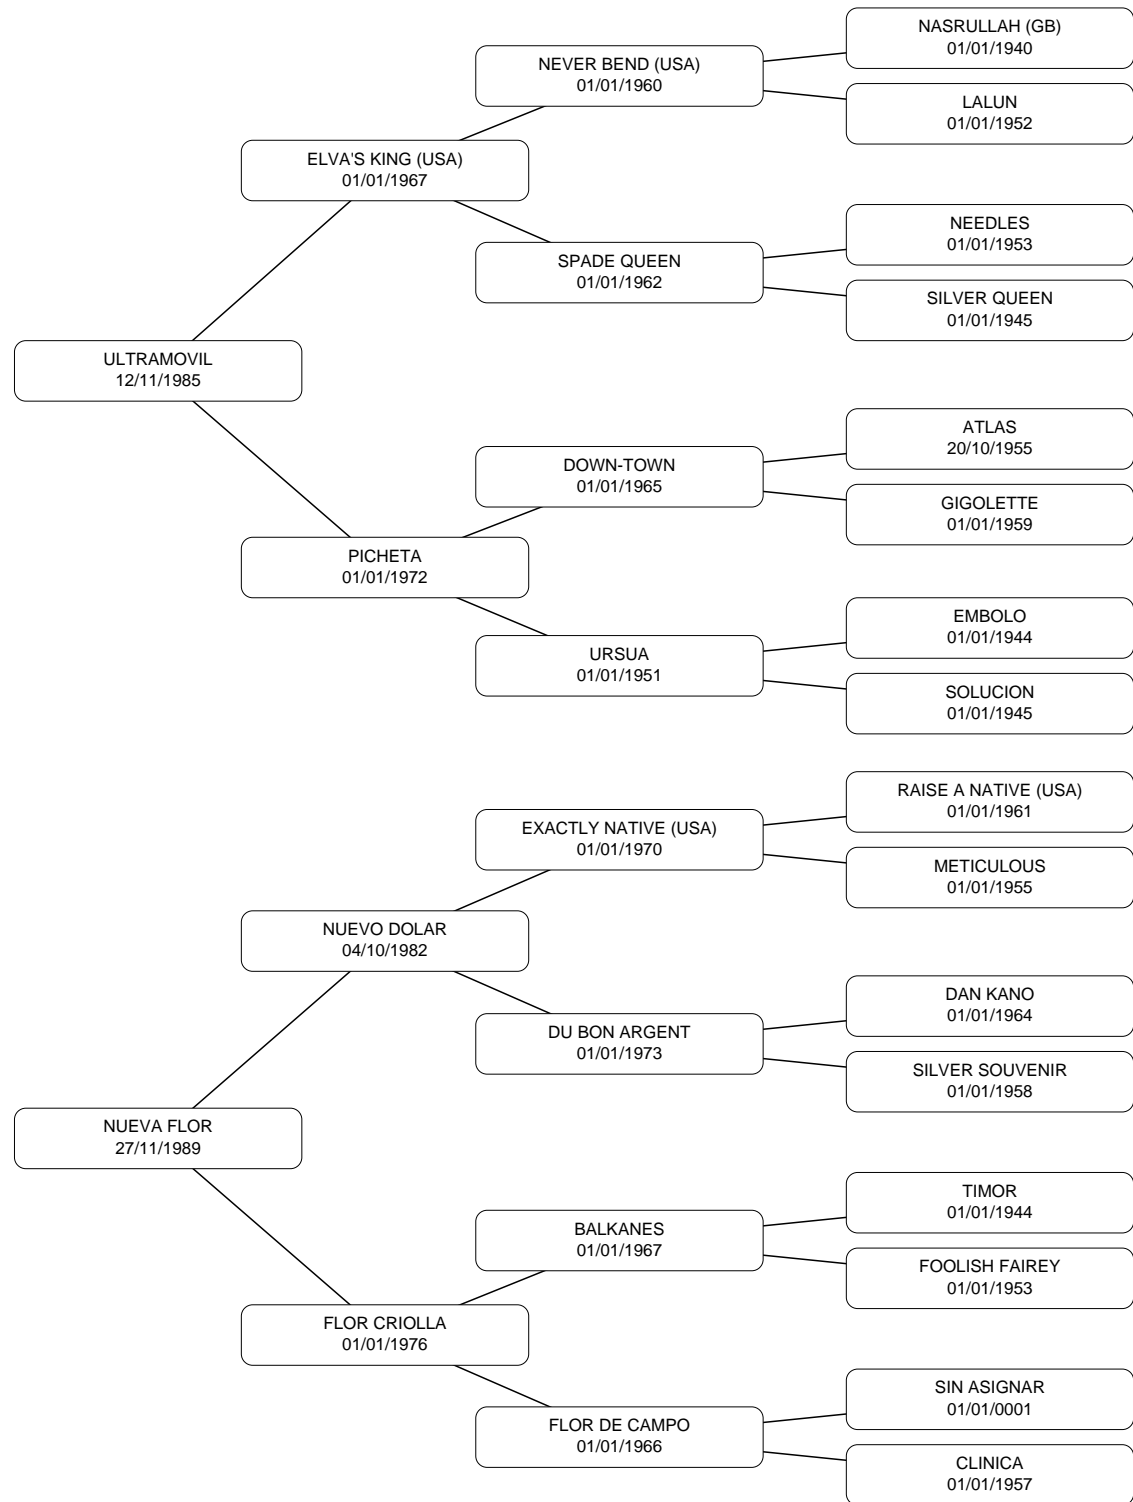 NASRULLAH (GB)
01/01/1940
NEVER BEND (USA)
01/01/1960
LALUN
01/01/1952
ELVA'S KING (USA)
01/01/1967
NEEDLES
01/01/1953
SPADE QUEEN
01/01/1962
SILVER QUEEN
01/01/1945
ULTRAMOVIL
12/11/1985
ATLAS
20/10/1955
DOWN-TOWN
01/01/1965
GIGOLETTE
01/01/1959
PICHETA
01/01/1972
EMBOLO
01/01/1944
URSUA
01/01/1951
SOLUCION
01/01/1945
RAISE A NATIVE (USA)
01/01/1961
EXACTLY NATIVE (USA)
01/01/1970
METICULOUS
01/01/1955
NUEVO DOLAR
04/10/1982
DAN KANO
01/01/1964
DU BON ARGENT
01/01/1973
SILVER SOUVENIR
01/01/1958
NUEVA FLOR
27/11/1989
TIMOR
01/01/1944
BALKANES
01/01/1967
FOOLISH FAIREY
01/01/1953
FLOR CRIOLLA
01/01/1976
SIN ASIGNAR
01/01/0001
FLOR DE CAMPO
01/01/1966
CLINICA
01/01/1957